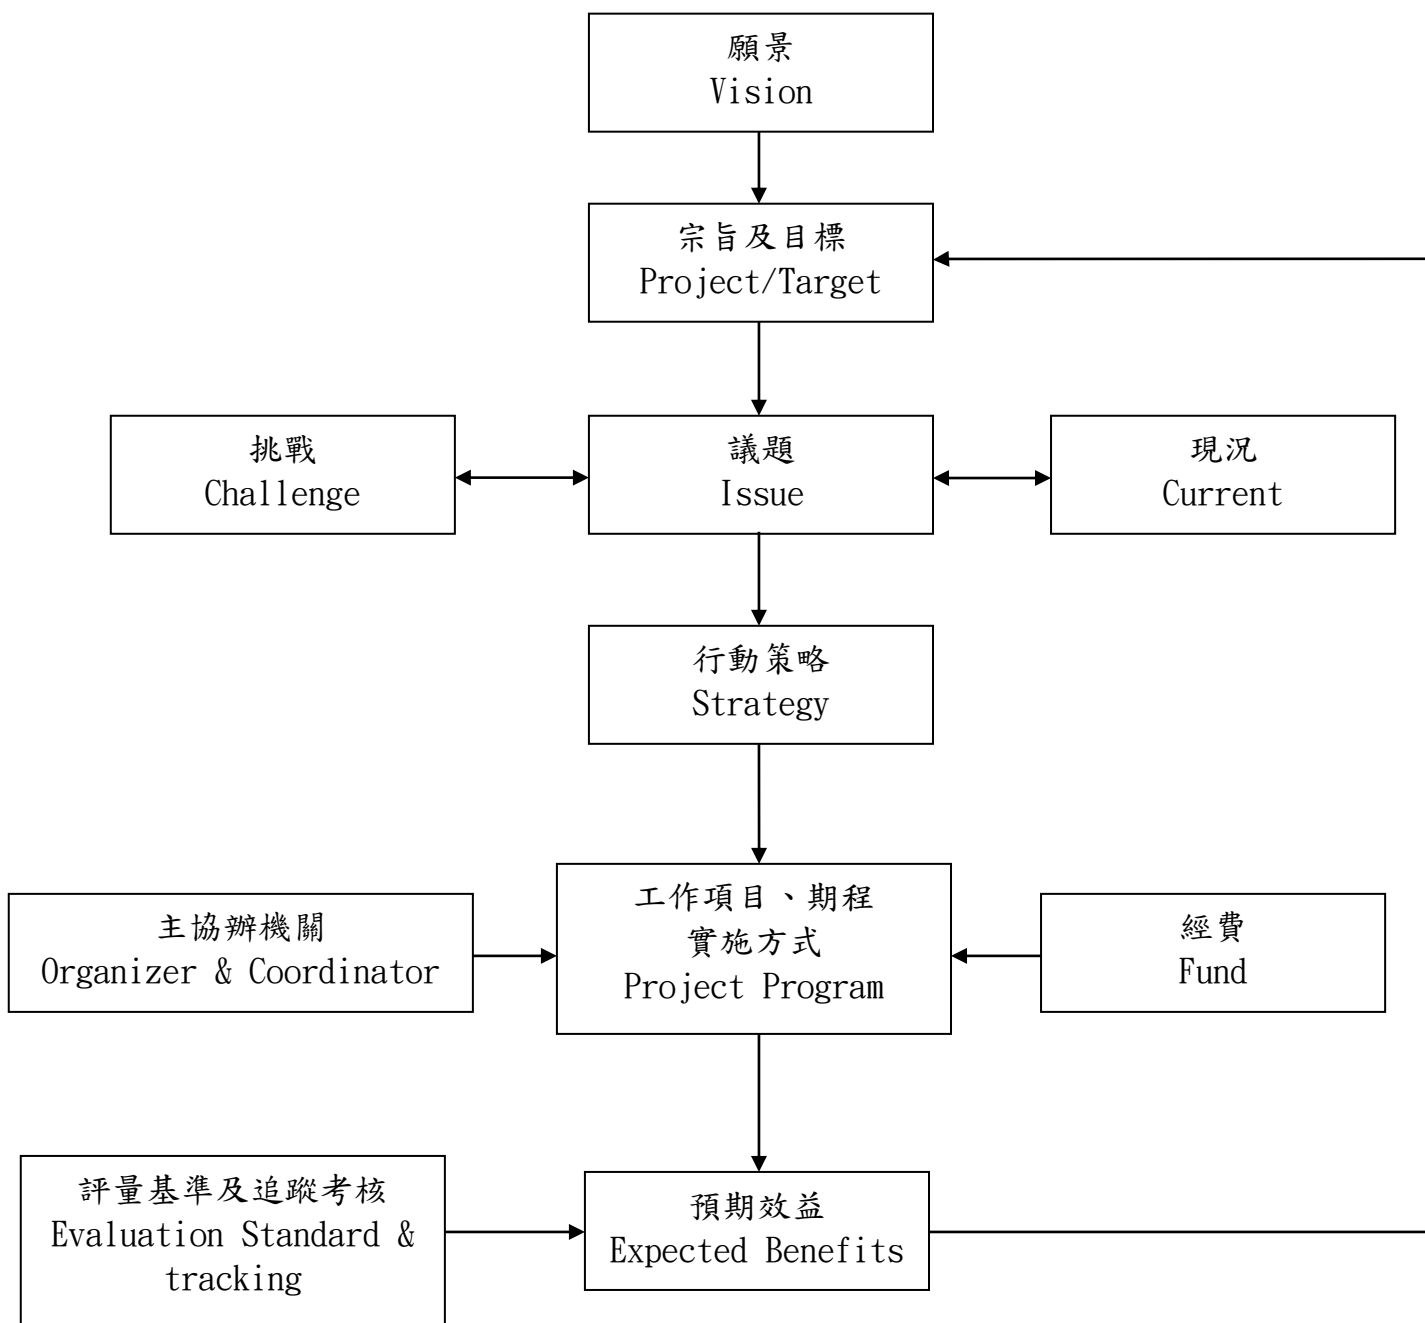 願景
Vision
宗旨及目標
Project/Target
挑戰
Challenge
議題
Issue
現況
Current
行動策略
Strategy
主協辦機關
Organizer & Coordinator
工作項目、期程
實施方式
Project Program
經費
Fund
評量基準及追蹤考核
Evaluation Standard &
tracking
預期效益
Expected Benefits